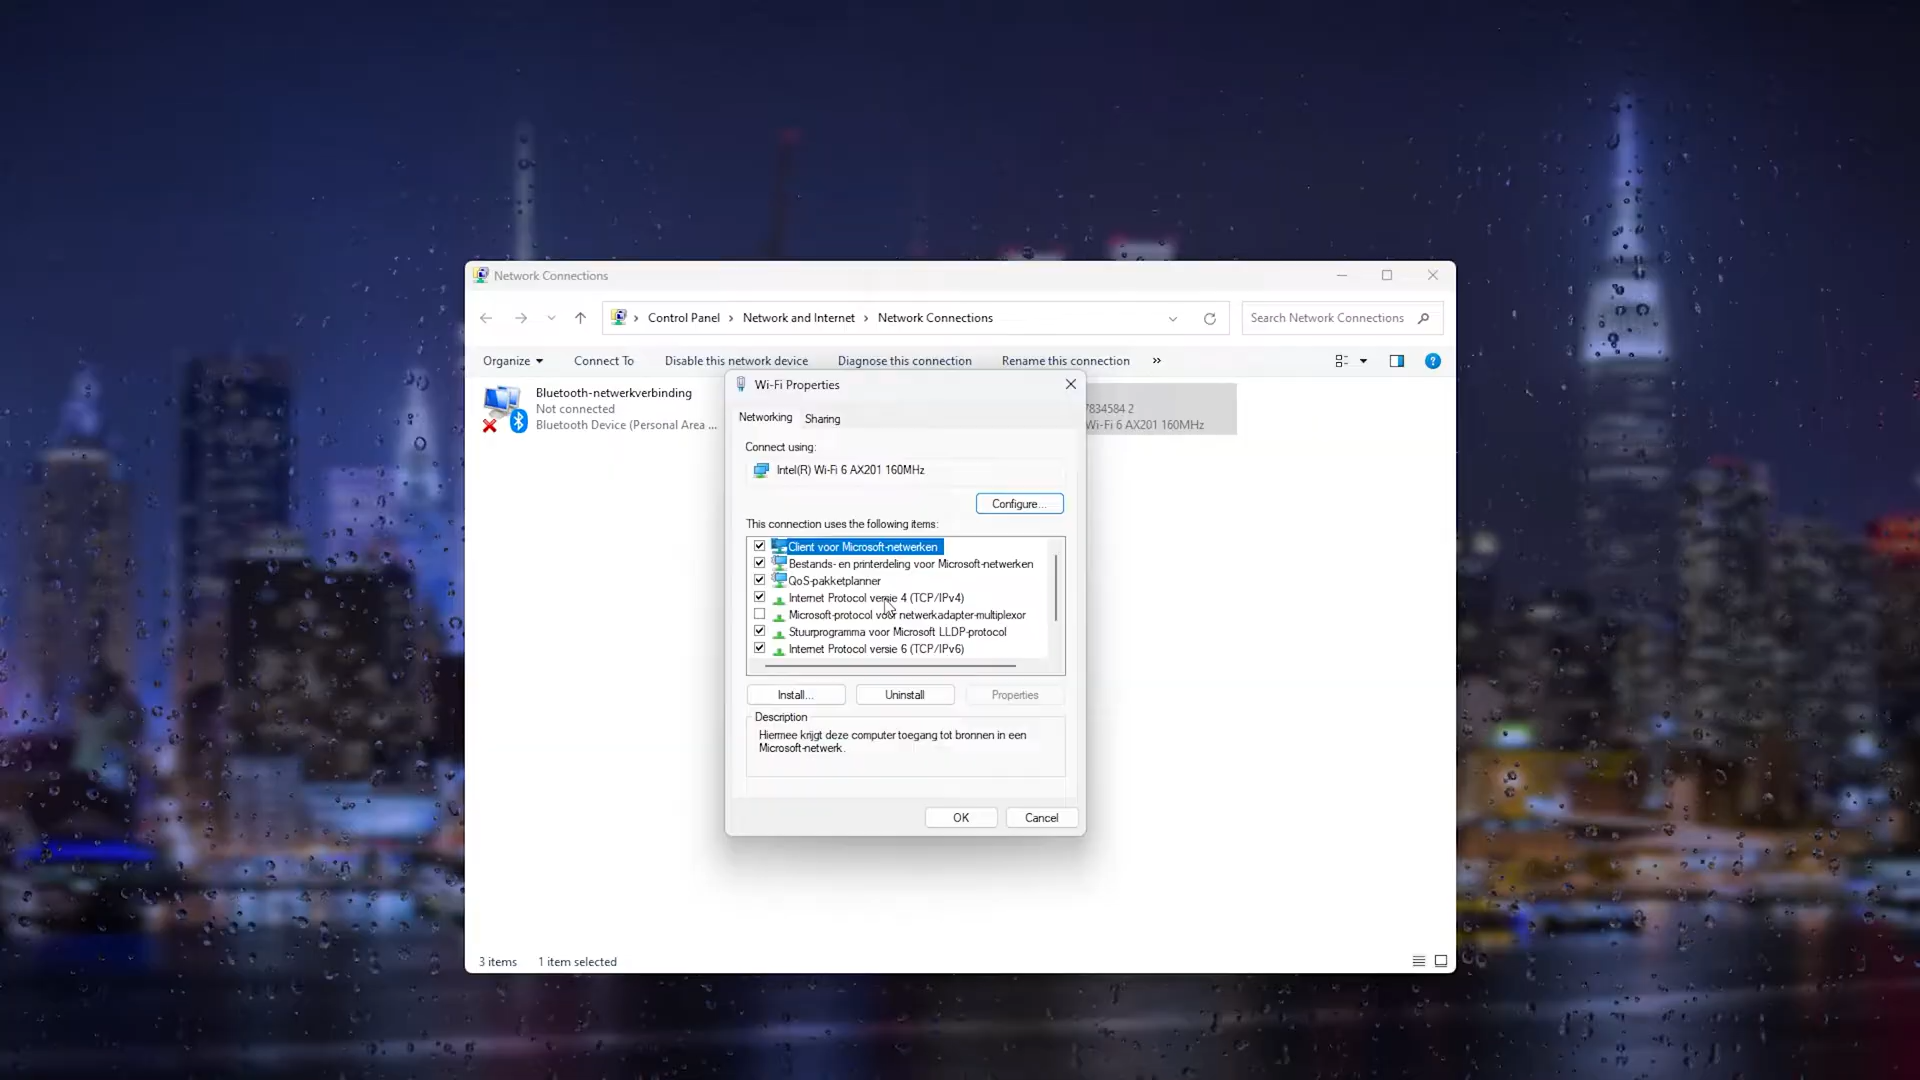 Network Connections
Control Panel > Network and Internet > Network Connections
Search Network Connections
Organize
Connect To
Disable this network device
Diagnose this connection
Rename this connection
»
Bluetooth-netwerkverbinding
Not connected
Bluetooth Device (Personal Area ...
7834584 2
Wi-Fi 6 AX201 160MHz
Wi-Fi Properties
Networking
Sharing
Connect using:
Intel(R) Wi-Fi 6 AX201 160MHz
Configure...
This connection uses the following items:
Client voor Microsoft-netwerken
Bestands- en printerdeling voor Microsoft-netwerken
QoS-pakketplanner
Internet Protocol versie 4 (TCP/IPv4)
Microsoft-protocol voor netwerkadapter-multiplexor
Stuurprogramma voor Microsoft LLDP-protocol
Internet Protocol versie 6 (TCP/IPv6)
Install...
Uninstall
Properties
Description
Hiermee krijgt deze computer toegang tot bronnen in een
Microsoft-netwerk.
OK
Cancel
3 items
1 item selected